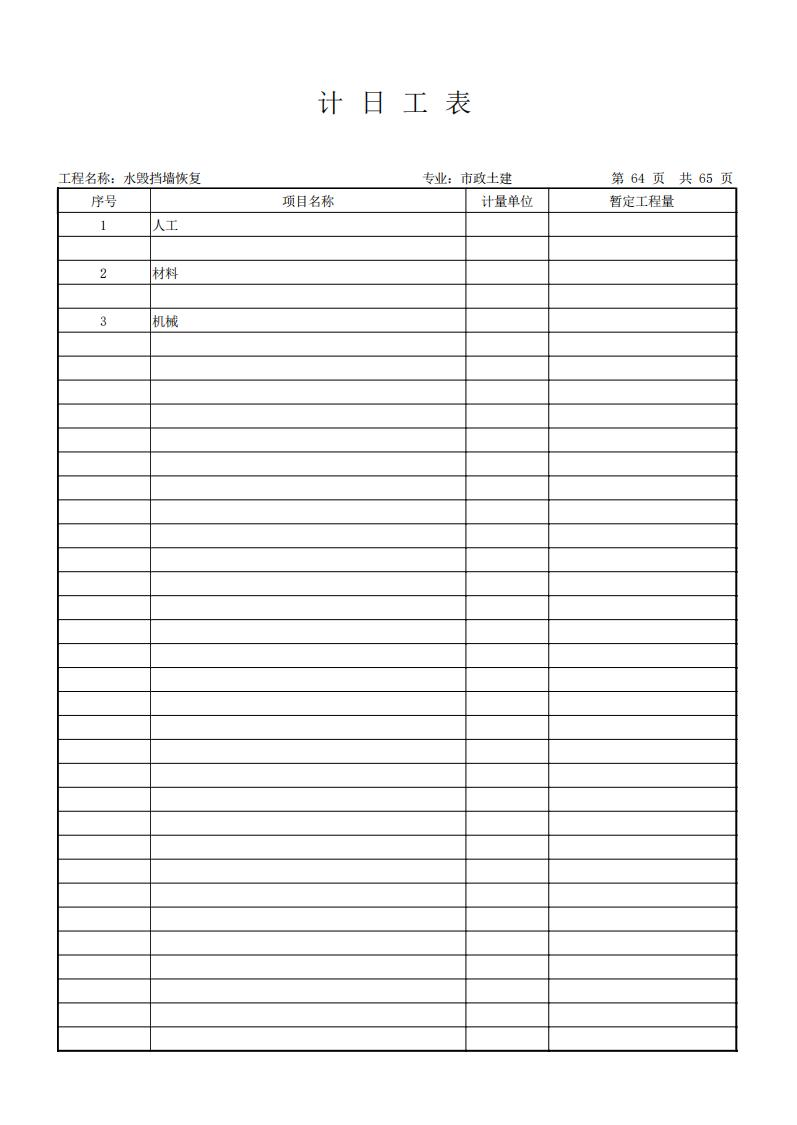 计 日 工 表
工程名称：水毁挡墙恢复 专业：市政土建 第 64 页 共 65 页
序号 项目名称 计量单位 暂定工程量
1 人工
2 材料
3 机械